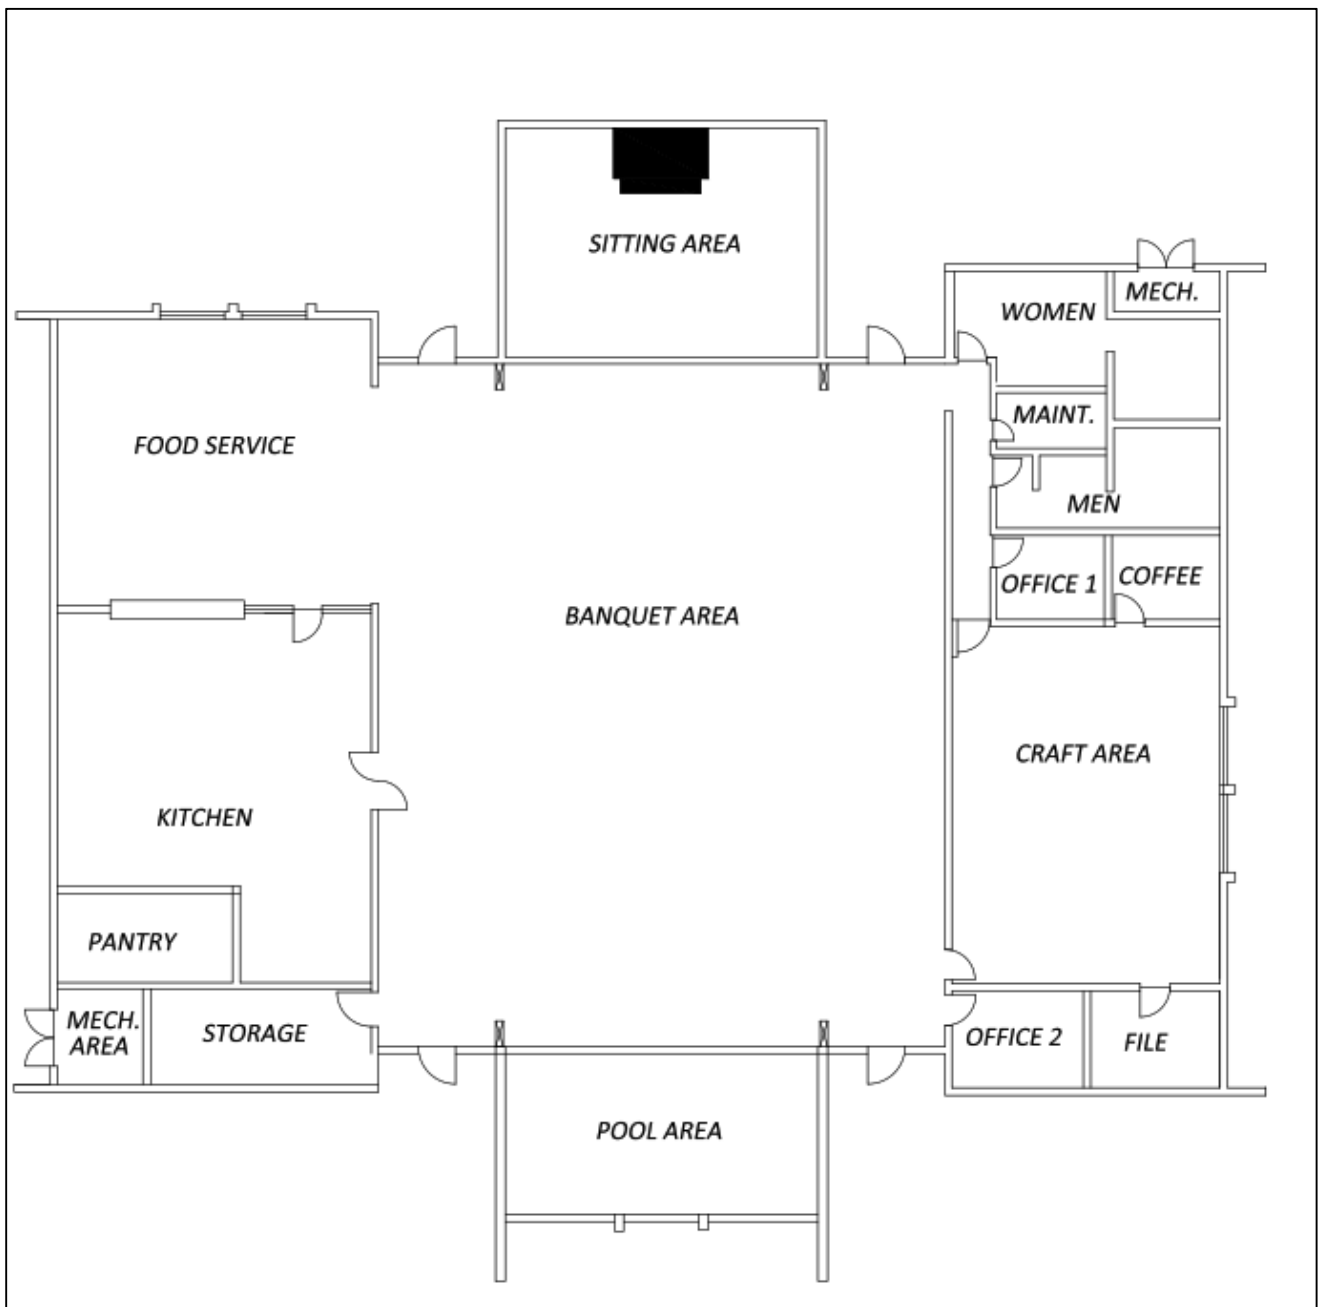 SITTING AREA
MECH.
WOMEN
MAINT.
FOOD SERVICE
MEN
COFFEE
OFFICE 1
BANQUET AREA
CRAFT AREA
KITCHEN
PANTRY
MECH.
AREA
STORAGE
OFFICE 2
FILE
POOL AREA